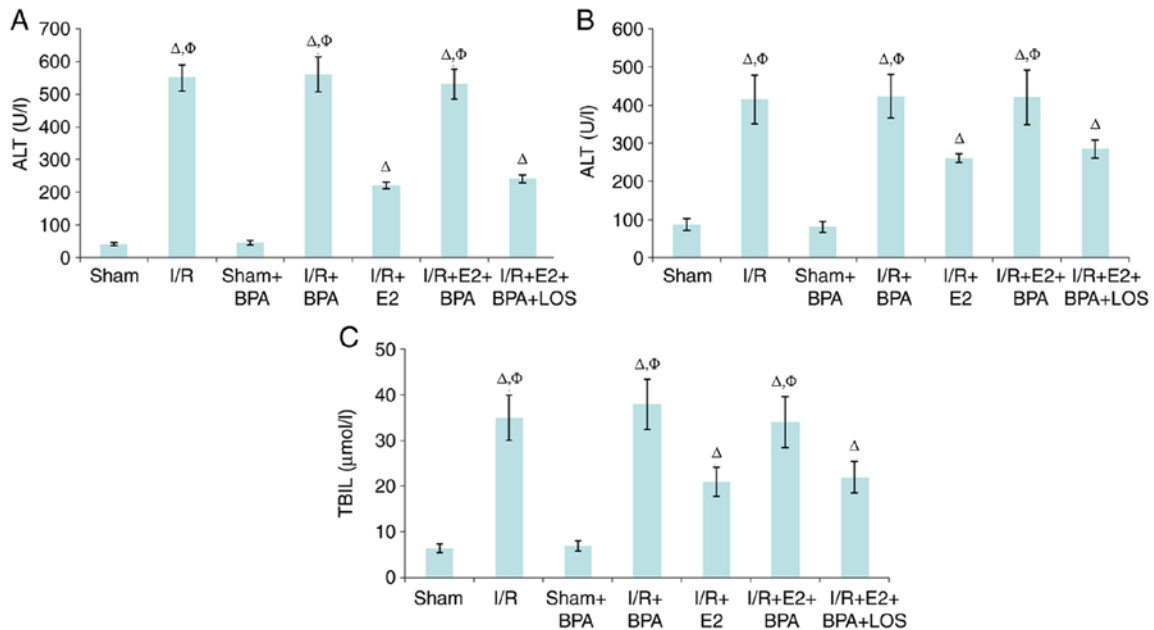 A
ALT (U/l)
700
600
500
400
300
200
100
0
Δ,Φ
Δ,Φ
Δ
Δ,Φ
Δ
Sham
I/R
Sham+
BPA
I/R+
BPA
I/R+
E2
I/R+E2+
BPA
I/R+E2+
BPA+LOS
B
ALT (U/l)
600
500
400
300
200
100
0
Δ,Φ
Δ,Φ
Δ
Δ,Φ
Δ
Sham
I/R
Sham+
BPA
I/R+
BPA
I/R+
E2
I/R+E2+
BPA
I/R+E2+
BPA+LOS
C
TBIL (μmol/l)
50
40
30
20
10
0
Δ,Φ
Δ,Φ
Δ
Δ,Φ
Δ
Sham
I/R
Sham+
BPA
I/R+
BPA
I/R+
E2
I/R+E2+
BPA
I/R+E2+
BPA+LOS